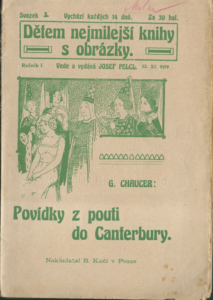 Svazek 3. Vychází každých 14 dnů. Za 30 hal.
Dětem nejmilejší knihy
s obrázky.
Ročník I. Vede a vydává JOSEF PELCL.
G. CHAUCER:
Povídky z pouti
do Canterbury.
Nakladatel B. Kočí v Praze